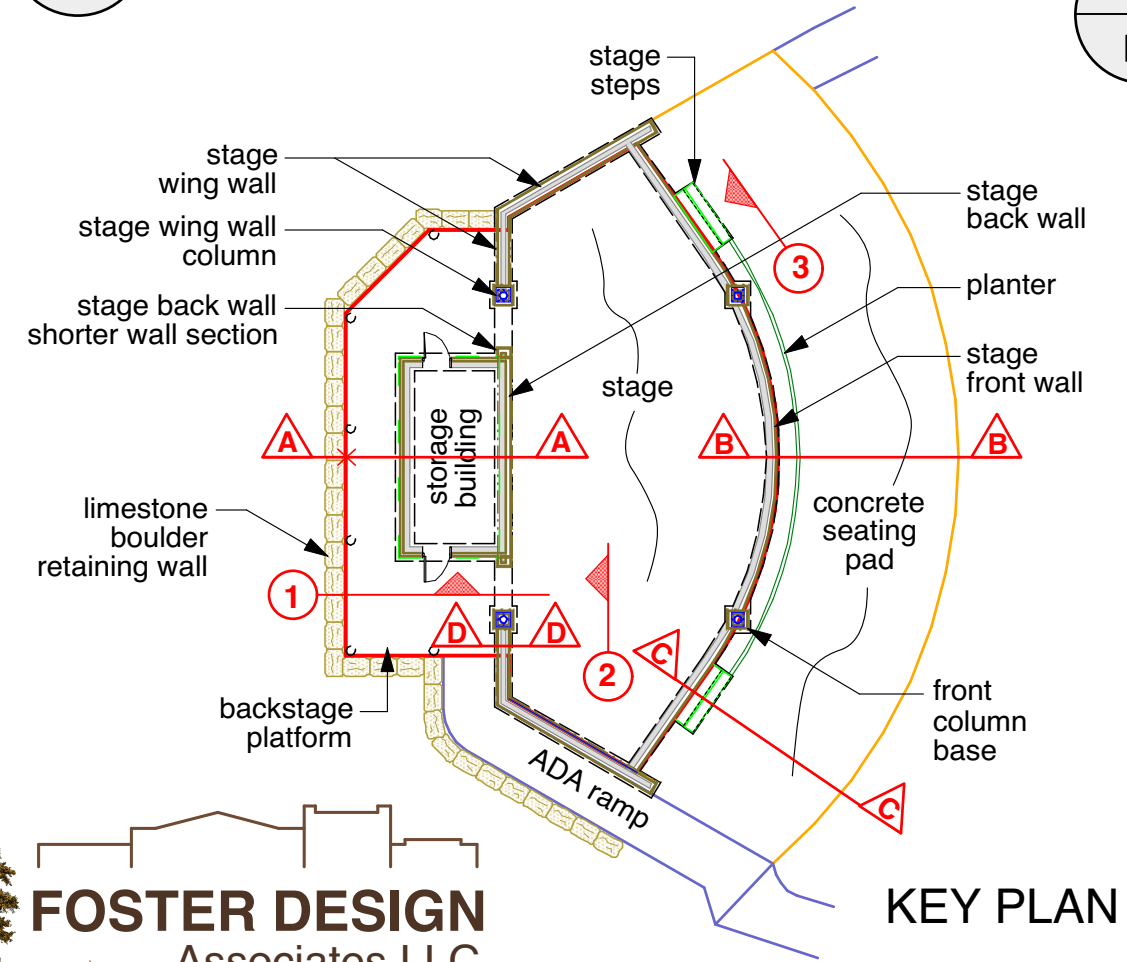 stage
steps
stage
wing wall
stage
back wall
stage wing wall
column
3
planter
stage back wall
shorter wall section
stage
front wall
stage
storage
building
A
A
B
B
limestone
boulder
retaining wall
concrete
seating
pad
1
D
D
C
2
front
column
base
backstage
platform
ADA ramp
C
FOSTER DESIGN
Associates LLC
KEY PLAN